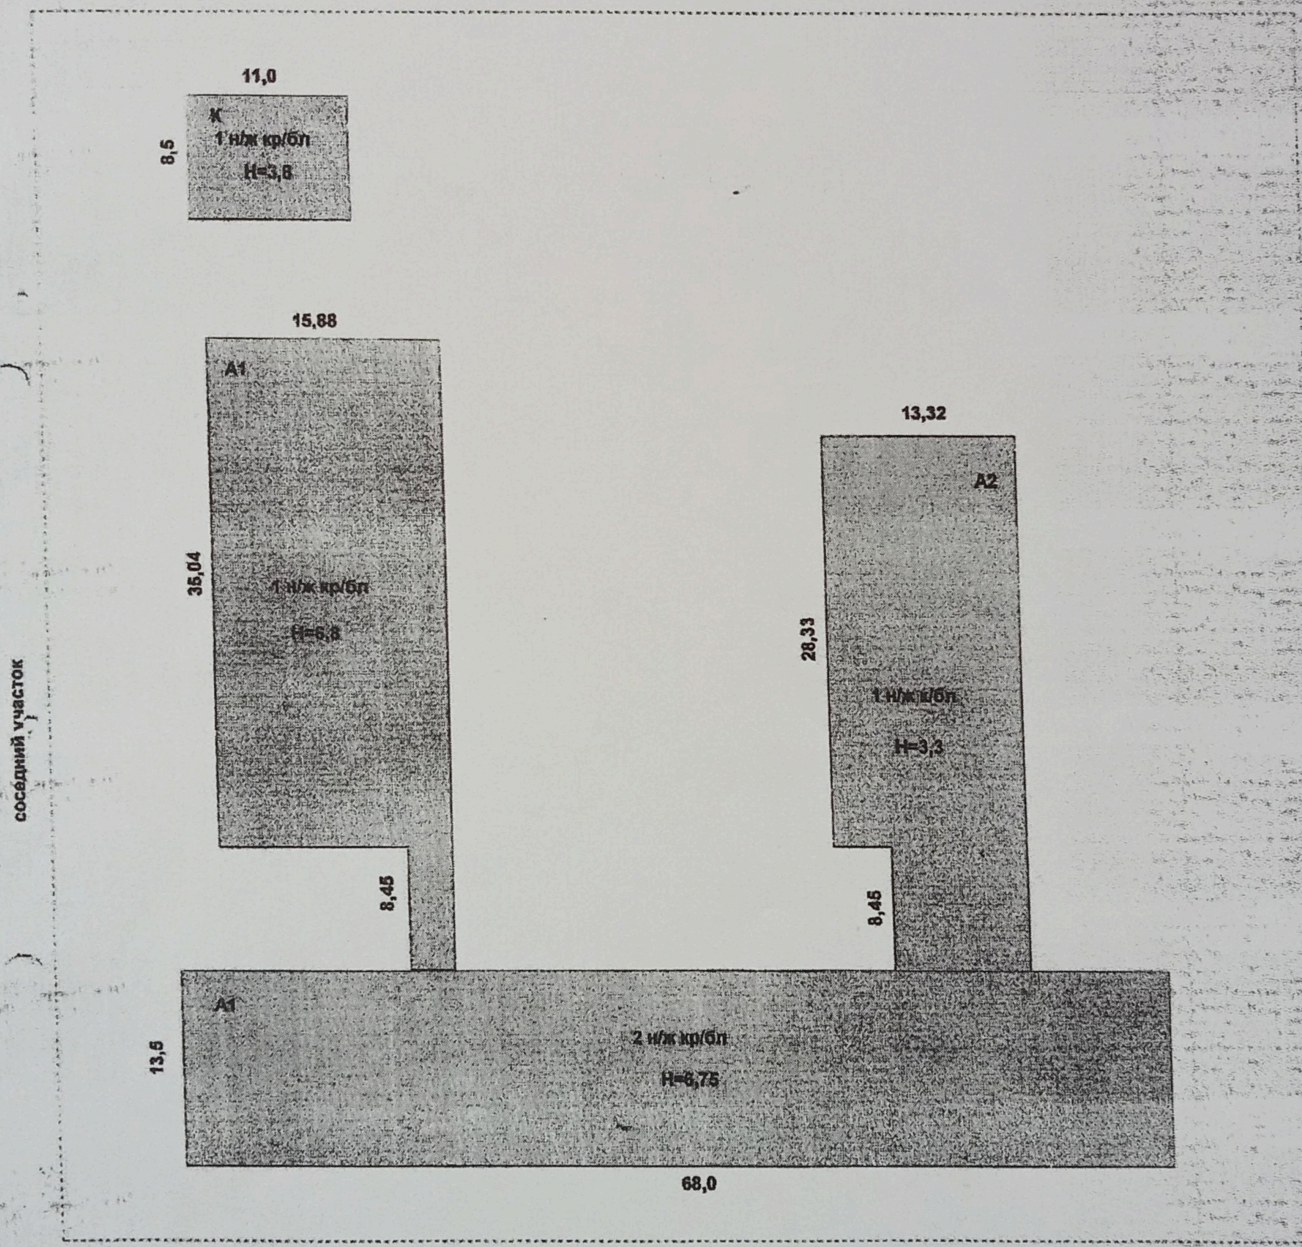 11,0
К
1 н/ж кр/бл
Н=3,8
8,5
15,88
А1
35,04
1 н/ж кр/бл
Н=6,8
8,45
13,32
А2
28,33
1 н/ж к/бл
Н=3,3
8,45
соседний участок
А1
13,5
2 н/ж кр/бл
Н=6,75
68,0